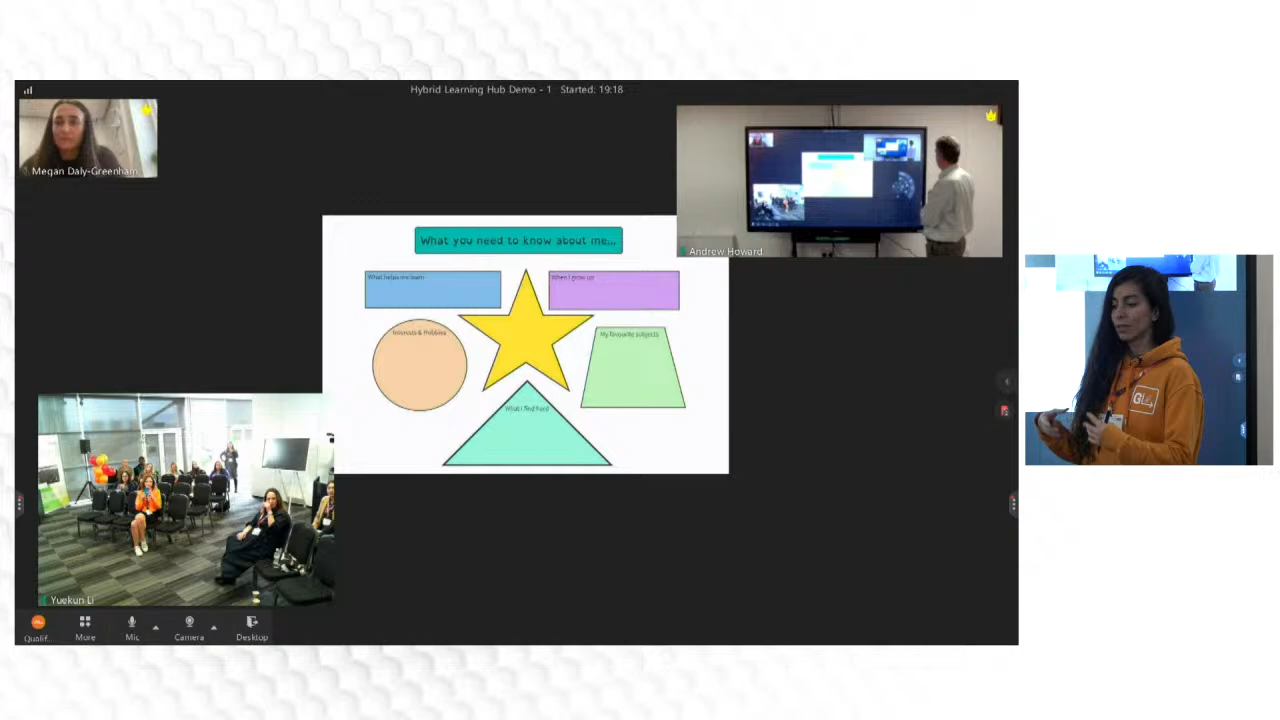 Hybrid Learning Hub Demo - 1 Started: 19:18
Megan Daly-Greenham
Andrew Howard
What you need to know about me...
What helps me learn
When I grow up
Interests & Hobbies
My favourite subjects
What I find hard
Yuekun Li
Qualif...
More
Mic
Camera
Desktop